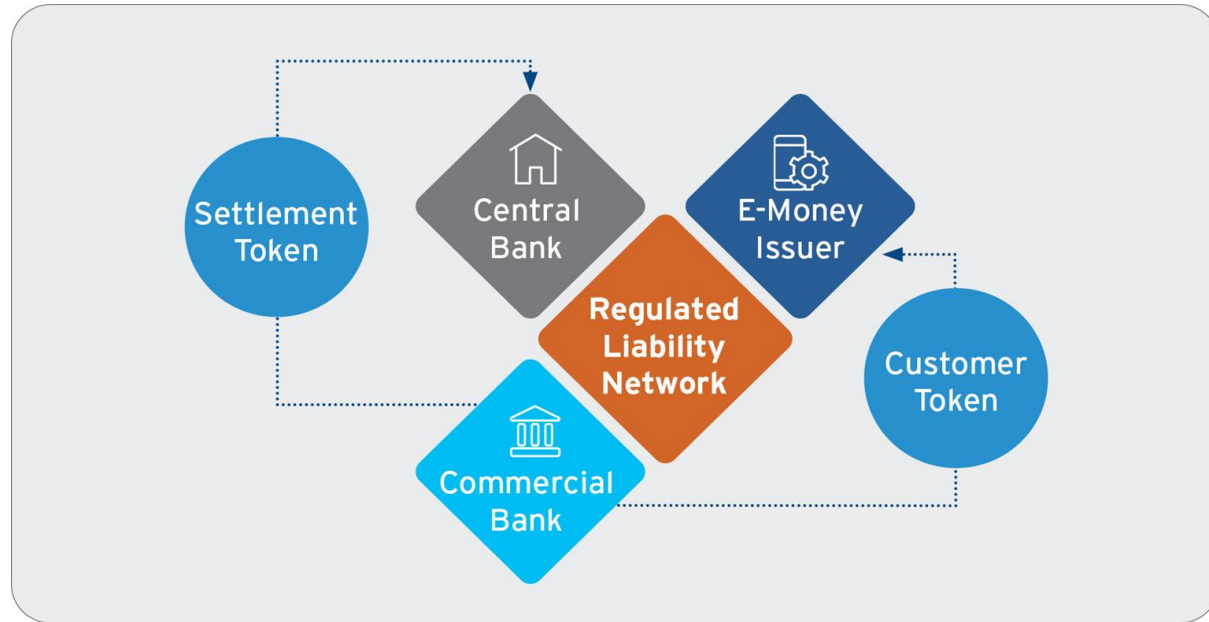 Settlement
Token
Central
Bank
E-Money
Issuer
Regulated
Liability
Network
Customer
Token
Commercial
Bank